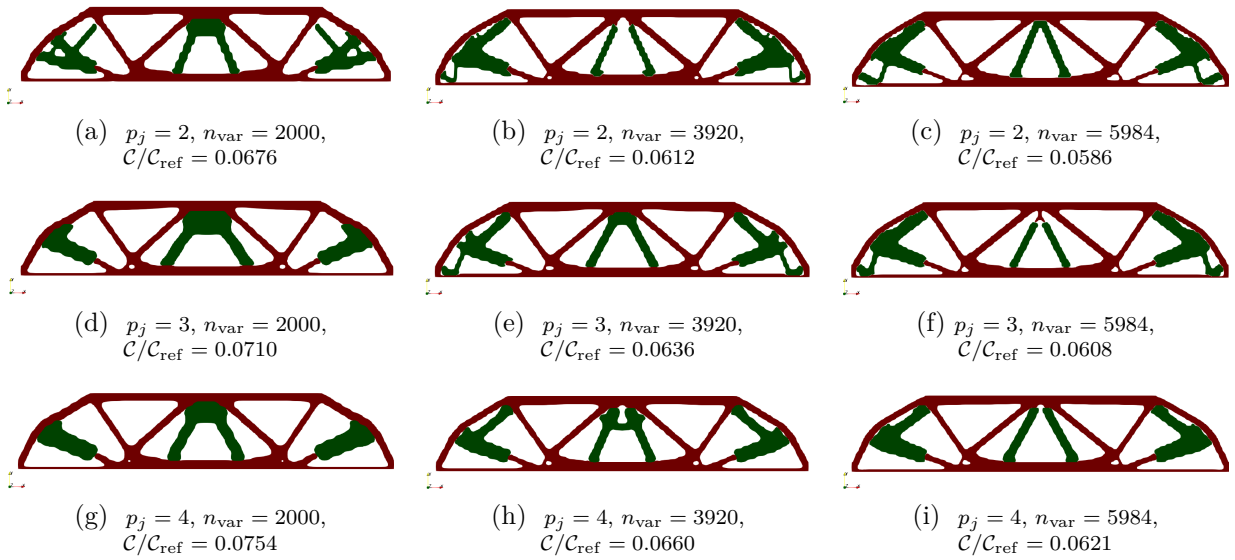 (a) p_j = 2, n_var = 2000,
C/C_ref = 0.0676
(b) p_j = 2, n_var = 3920,
C/C_ref = 0.0612
(c) p_j = 2, n_var = 5984,
C/C_ref = 0.0586
(d) p_j = 3, n_var = 2000,
C/C_ref = 0.0710
(e) p_j = 3, n_var = 3920,
C/C_ref = 0.0636
(f) p_j = 3, n_var = 5984,
C/C_ref = 0.0608
(g) p_j = 4, n_var = 2000,
C/C_ref = 0.0754
(h) p_j = 4, n_var = 3920,
C/C_ref = 0.0660
(i) p_j = 4, n_var = 5984,
C/C_ref = 0.0621